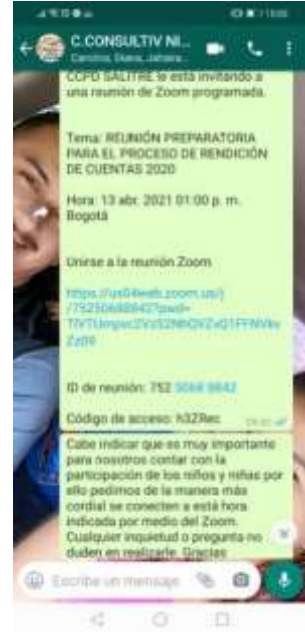 C.CONSULTIV NI...
CCPD SALITRE le está invitando a
una reunión de Zoom programada.
Tema: REUNIÓN PREPARATORIA
PARA EL PROCESO DE RENDICIÓN
DE CUENTAS 2020
Hora: 13 abr. 2021 01:00 p. m.
Bogotá
Unirse a la reunión Zoom
ID de reunión: 752 5068 8842
Código de acceso: h3ZRec
Cabe indicar que es muy importante
para nosotros contar con la
participación de los niños y niñas por
ello pedimos de la manera más
cordial se conecten a está hora
indicada por medio del Zoom.
Cualquier inquietud o pregunta no
duden en realizarle. Gracias
Escribe un mensaje